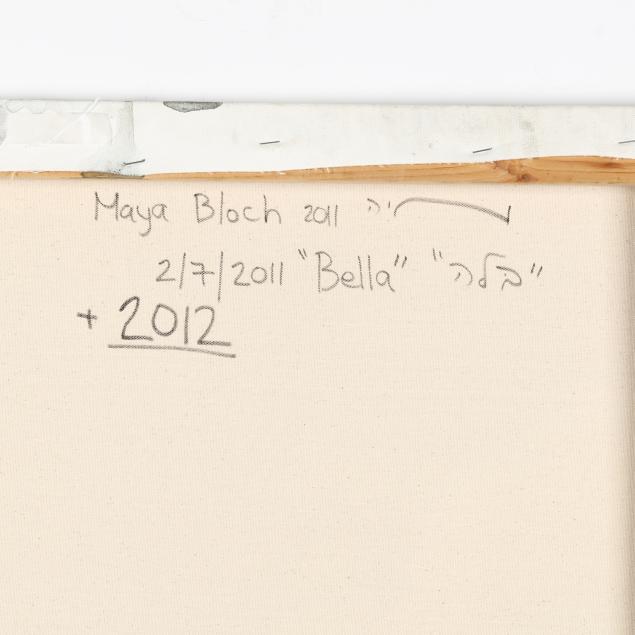 Maya Bloch 2011
2/7/2011 "Bella" "בלה"
+ 2012